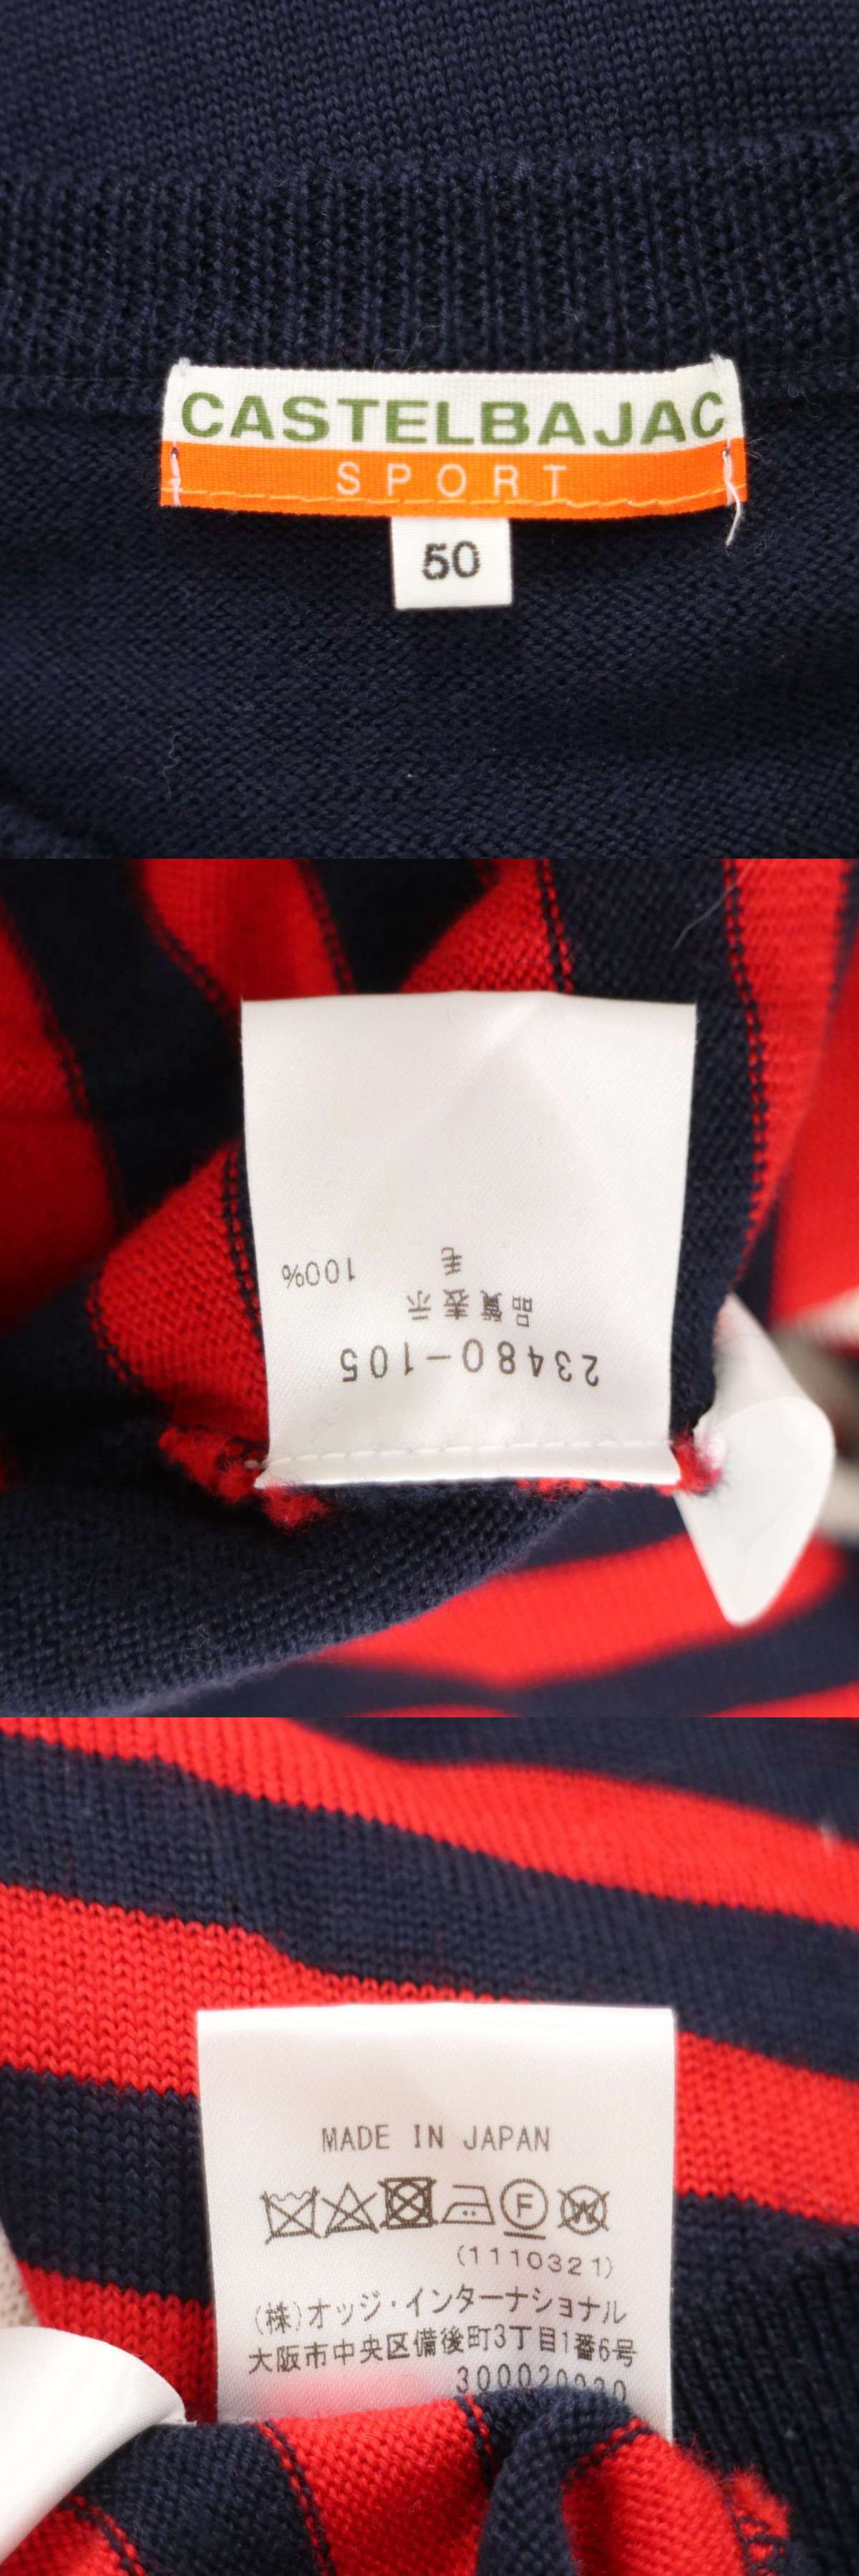 CASTELBAJAC
SPORT
50
23480-105
品質表示
毛 100%
MADE IN JAPAN
F W
(1110321)
(株)オッジ・インターナショナル
大阪市中央区備後町3丁目1番6号